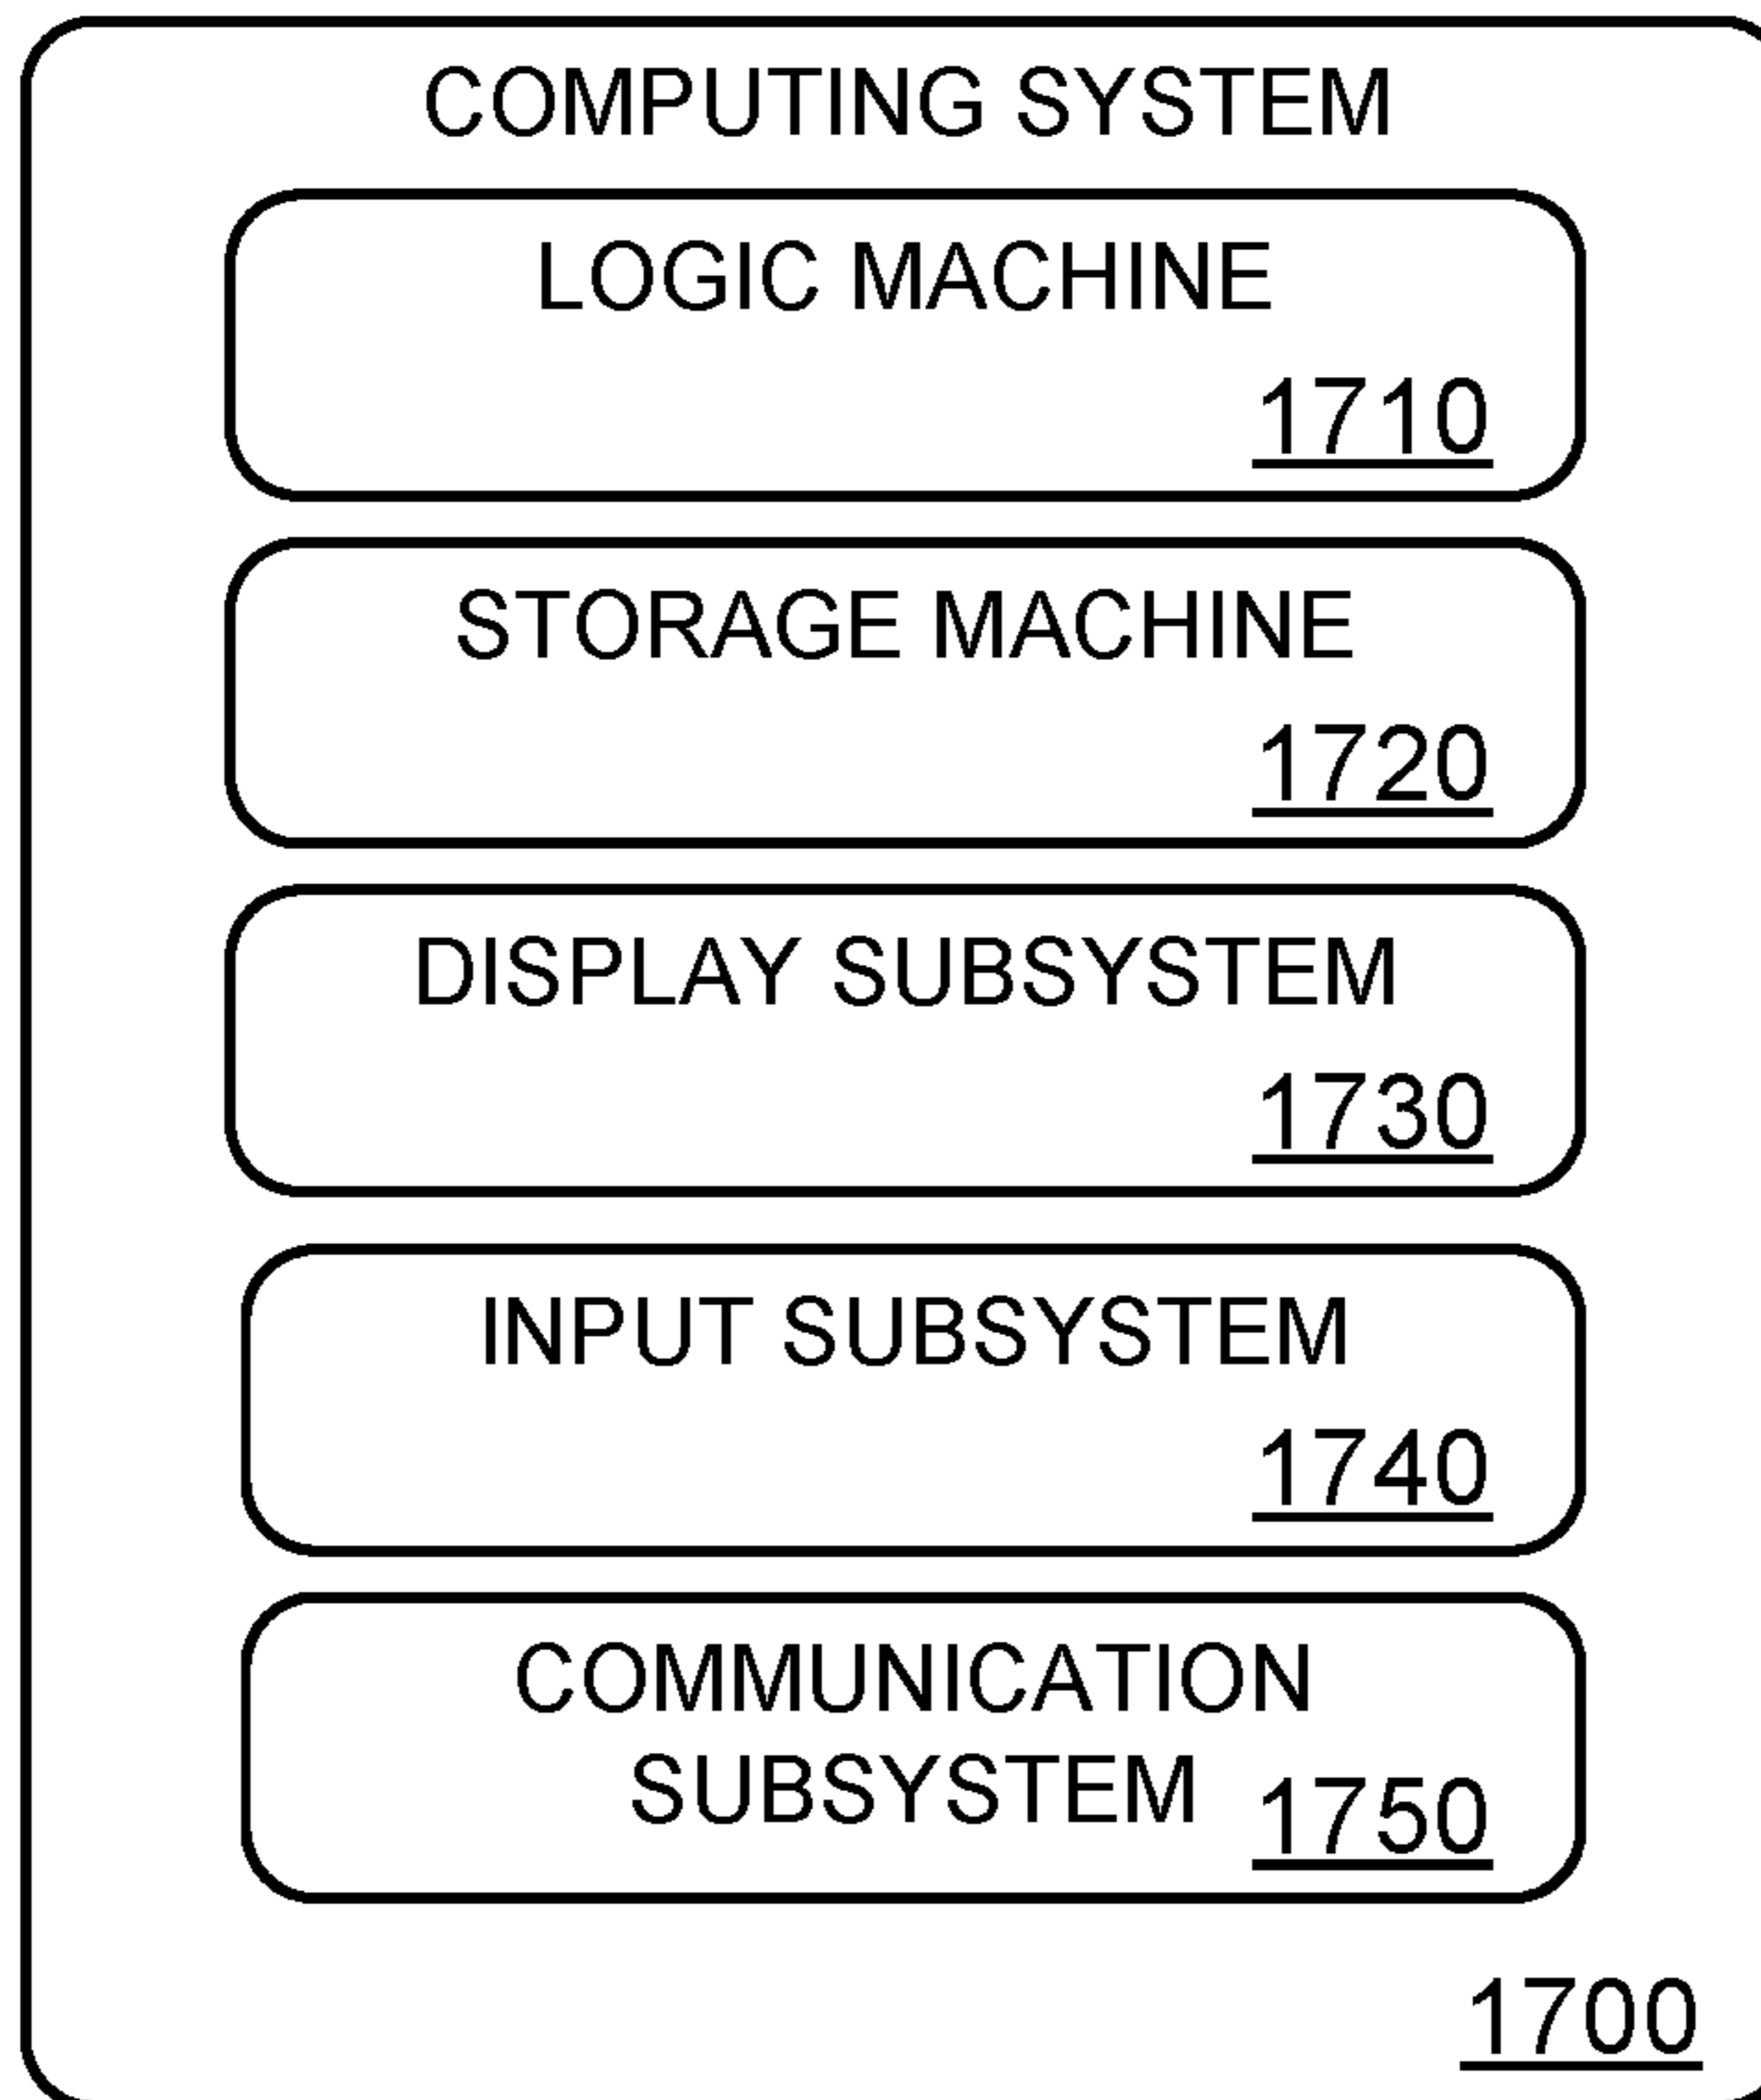 COMPUTING SYSTEM
LOGIC MACHINE
1710
STORAGE MACHINE
1720
DISPLAY SUBSYSTEM
1730
INPUT SUBSYSTEM
1740
COMMUNICATION
SUBSYSTEM 1750
1700